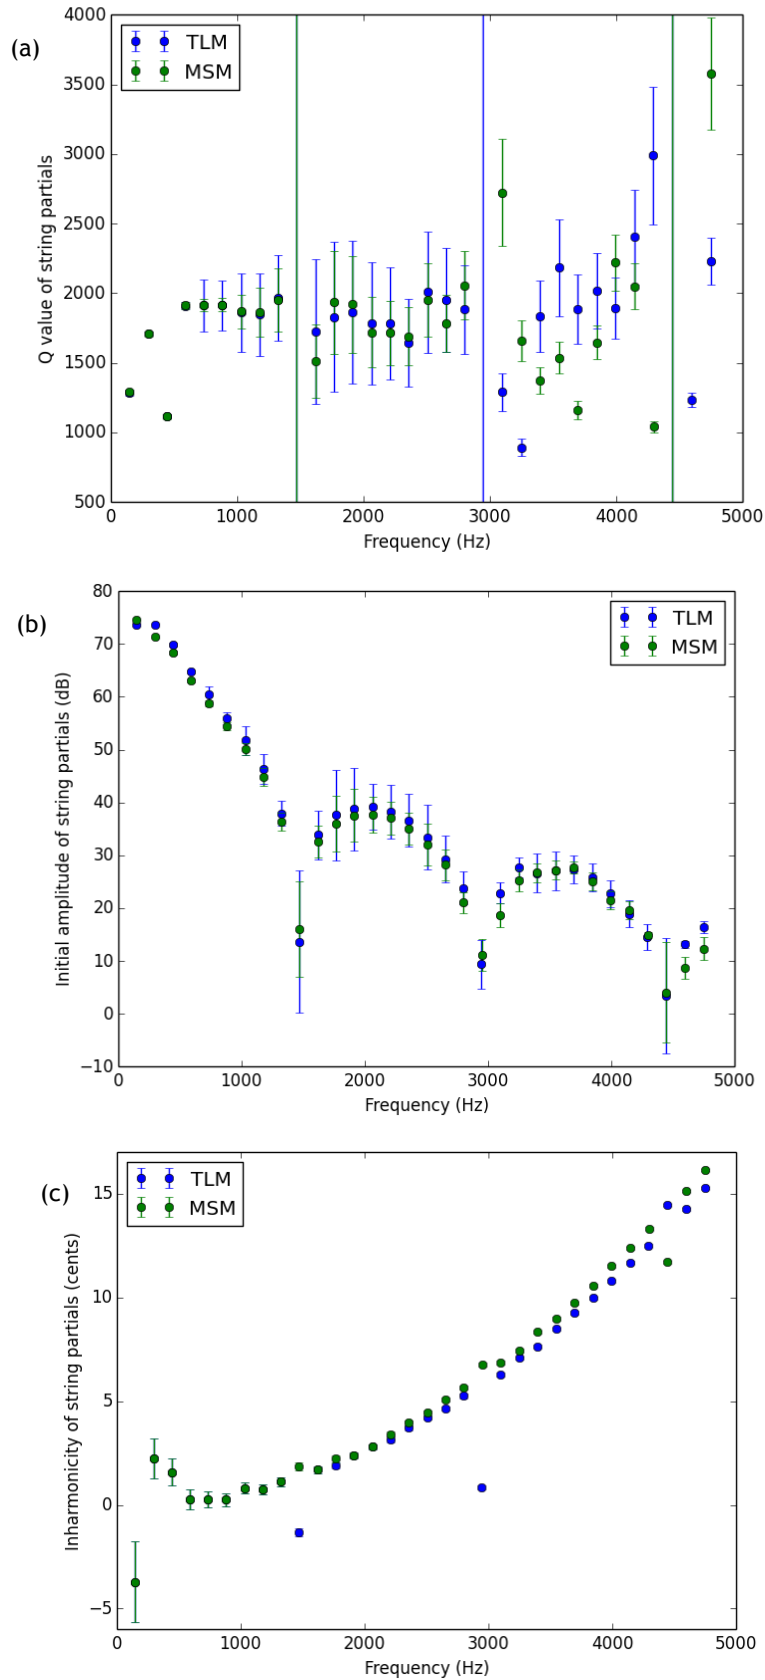 (a)
TLM
MSM
Q value of string partials
4000
3500
3000
2500
2000
1500
1000
500
0 1000 2000 3000 4000 5000
Frequency (Hz)
(b)
TLM
MSM
Initial amplitude of string partials (dB)
80
70
60
50
40
30
20
10
0
−10
0 1000 2000 3000 4000 5000
Frequency (Hz)
(c)
TLM
MSM
Inharmonicity of string partials (cents)
15
10
5
0
−5
0 1000 2000 3000 4000 5000
Frequency (Hz)